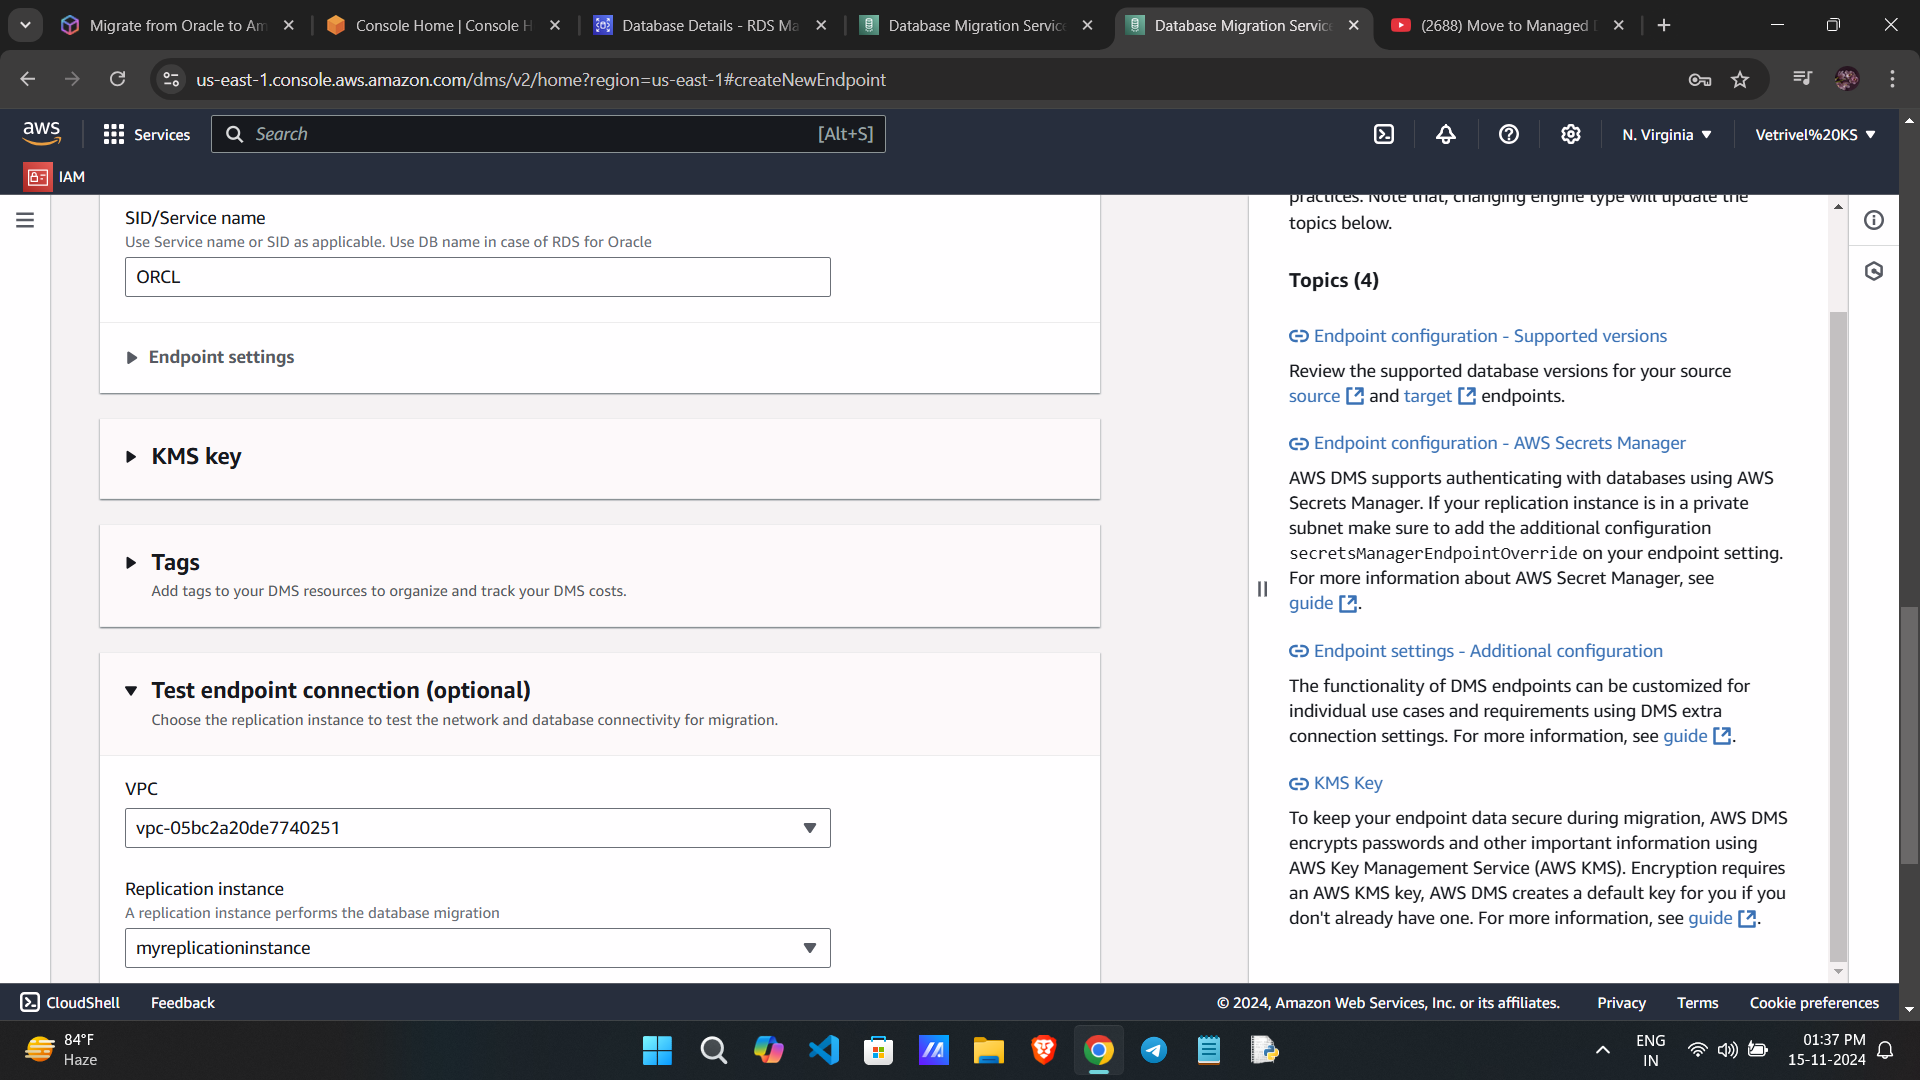 Migrate from Oracle to Am
Console Home | Console H
Database Details - RDS Ma
Database Migration Service
Database Migration Service
(2688) Move to Managed
us-east-1.console.aws.amazon.com/dms/v2/home?region=us-east-1#createNewEndpoint
aws
Services
Search
[Alt+S]
N. Virginia
Vetrivel%20KS
IAM
SID/Service name
Use Service name or SID as applicable. Use DB name in case of RDS for Oracle
ORCL
Endpoint settings
KMS key
Tags
Add tags to your DMS resources to organize and track your DMS costs.
Test endpoint connection (optional)
Choose the replication instance to test the network and database connectivity for migration.
VPC
vpc-05bc2a20de7740251
Replication instance
A replication instance performs the database migration
myreplicationinstance
practices. Note that, changing engine type will update the
topics below.
Topics (4)
Endpoint configuration - Supported versions
Review the supported database versions for your source
source and target endpoints.
Endpoint configuration - AWS Secrets Manager
AWS DMS supports authenticating with databases using AWS
Secrets Manager. If your replication instance is in a private
subnet make sure to add the additional configuration
secretsManagerEndpointOverride on your endpoint setting.
For more information about AWS Secret Manager, see
guide .
Endpoint settings - Additional configuration
The functionality of DMS endpoints can be customized for
individual use cases and requirements using DMS extra
connection settings. For more information, see guide .
KMS Key
To keep your endpoint data secure during migration, AWS DMS
encrypts passwords and other important information using
AWS Key Management Service (AWS KMS). Encryption requires
an AWS KMS key, AWS DMS creates a default key for you if you
don't already have one. For more information, see guide .
CloudShell
Feedback
© 2024, Amazon Web Services, Inc. or its affiliates.
Privacy
Terms
Cookie preferences
84°F
Haze
ENG
IN
01:37 PM
15-11-2024